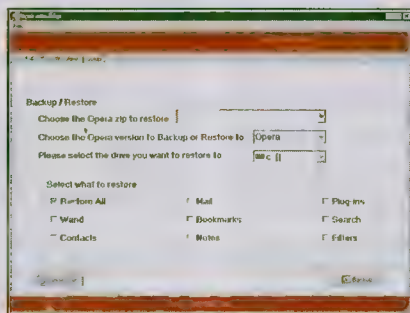 Backup / Restore
Choose the Opera zip to restore
Choose the Opera version to Backup or Restore to Opera
Please select the drive you want to restore to c: []
Select what to restore
Restore All Mail Plug-ins
Wand Bookmarks Search
Contacts Notes Filters